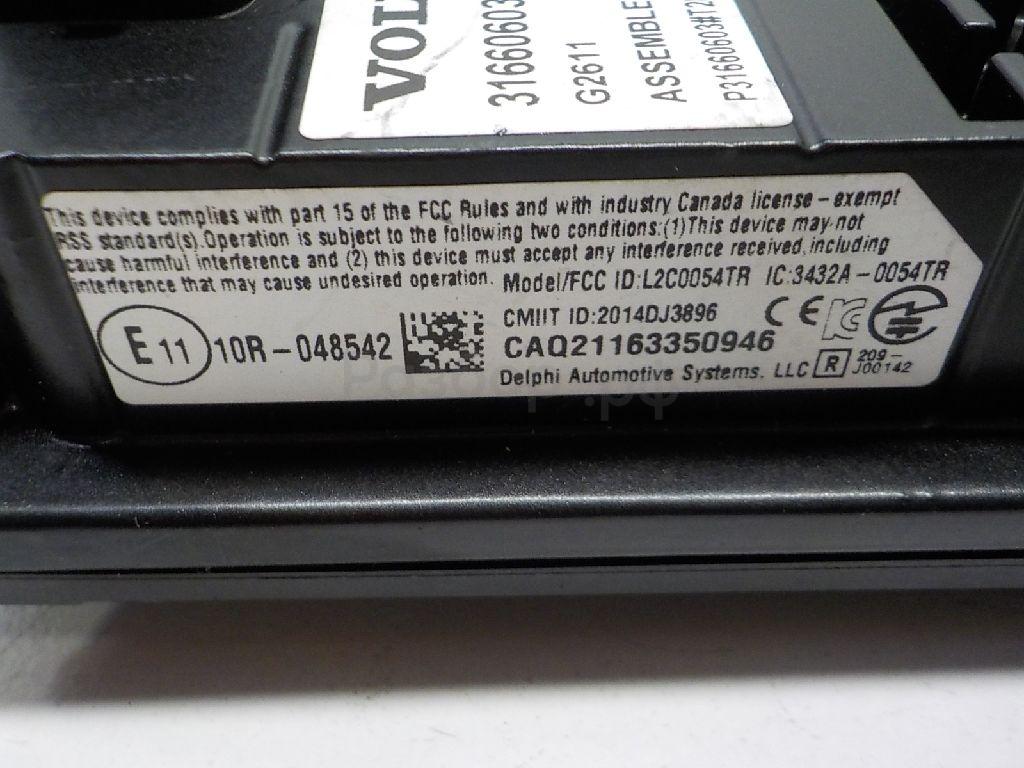 VOL
31660603
G2611
ASSEMBLE
P31660603#T2
This device complies with part 15 of the FCC Rules and with industry Canada license - exempt
RSS standard(s).Operation is subject to the following two conditions:(1)This device may not
cause harmful interference and (2) this device must accept any interference received, including
interference that may cause undesired operation. Model/FCC ID:L2C0054TR IC:3432A-0054TR
E11 10R-048542
CMIIT ID:2014DJ3896 CE
CAQ21163350946
Delphi Automotive Systems. LLC R 209-
J00142